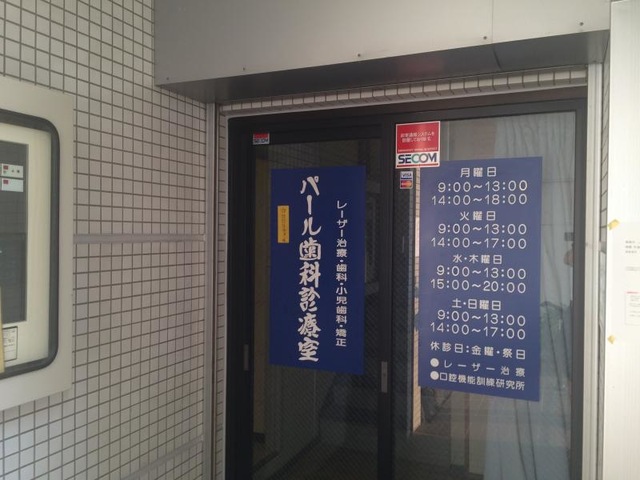 SECOM
SECOM
VISA
MasterCard
レーザー治療・歯科・小児歯科・矯正
パール歯科診療室
月曜日
9:00～13:00
14:00～18:00
火曜日
9:00～13:00
14:00～17:00
水・木曜日
9:00～13:00
15:00～20:00
土・日曜日
9:00～13:00
14:00～17:00
休診日:金曜・祭日
●レーザー治療
●口腔機能訓練研究所